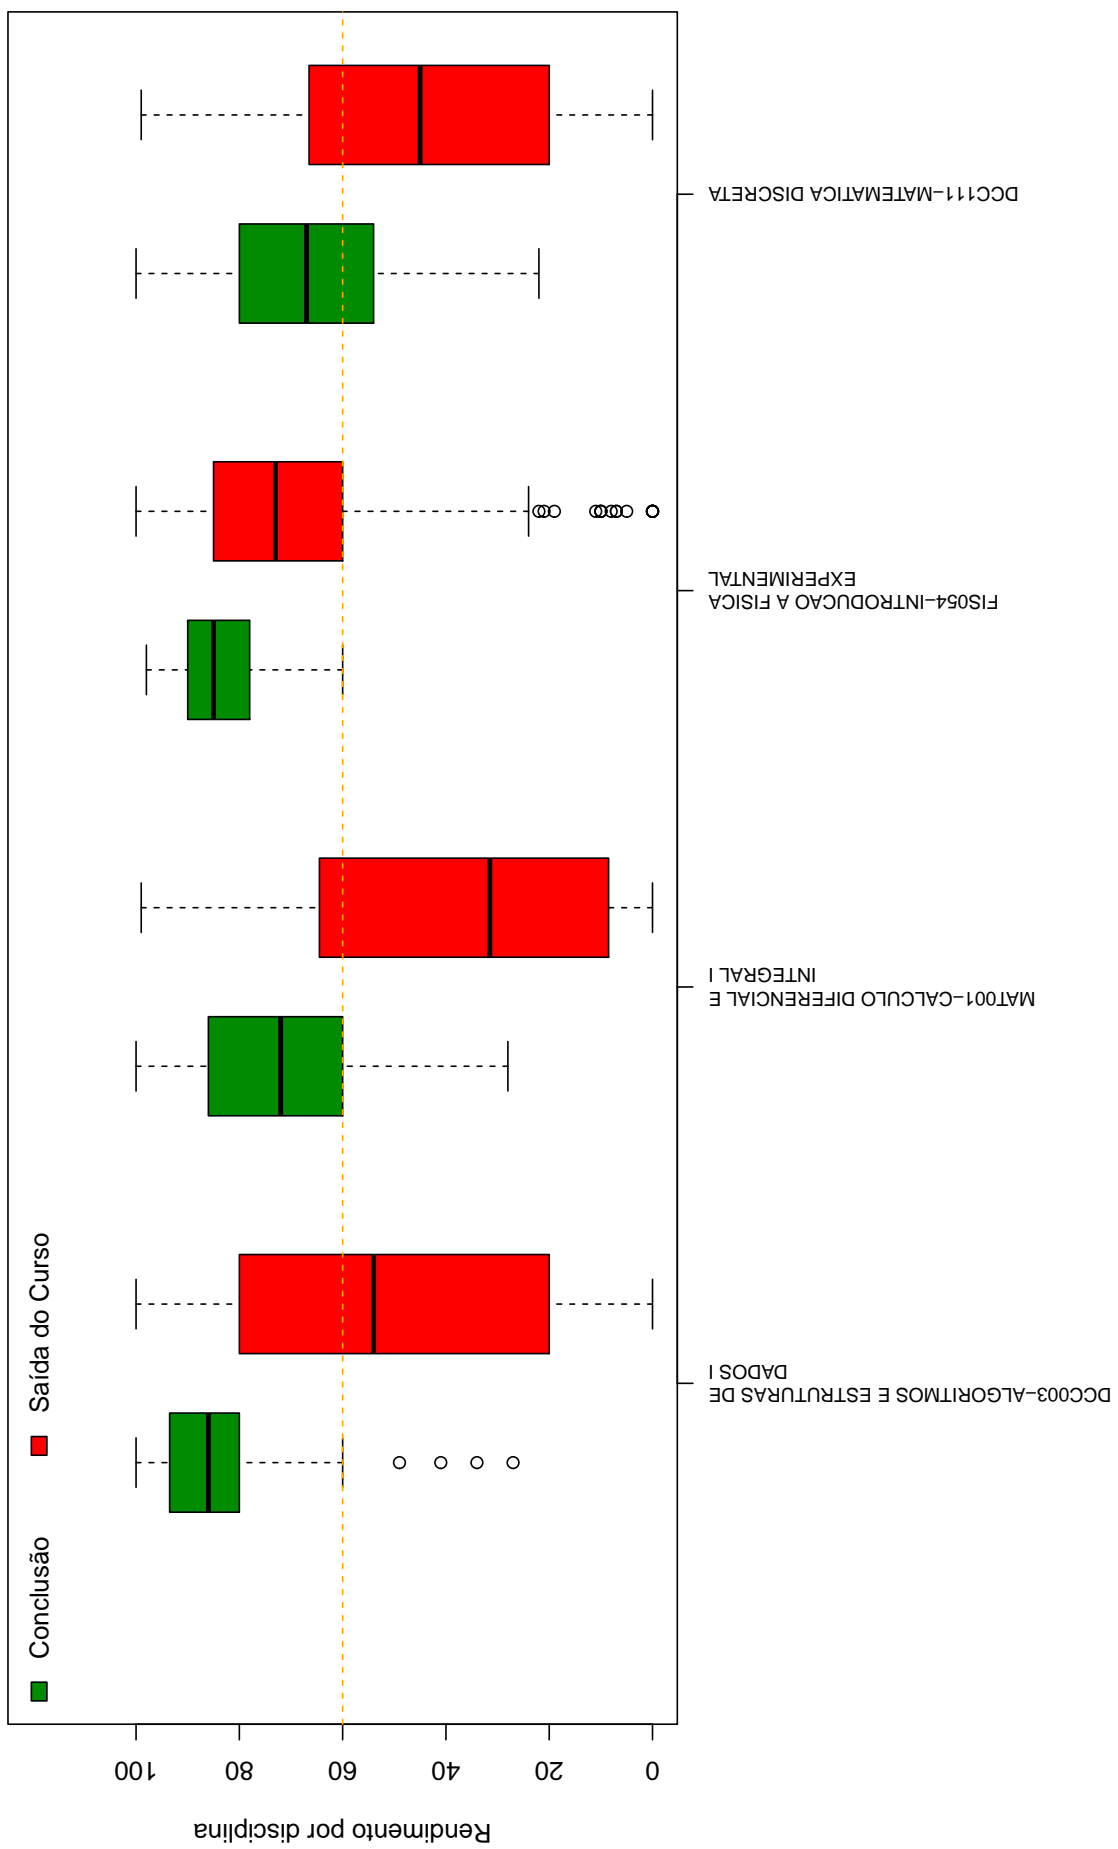 Conclusão
Saída do Curso
Rendimento por disciplina
100
80
60
40
20
0
DCC003-ALGORITMOS E ESTRUTURAS DE
DADOS I
MAT001-CALCULO DIFERENCIAL E
INTEGRAL I
FIS054-INTRODUCAO A FISICA
EXPERIMENTAL
DCC111-MATEMATICA DISCRETA